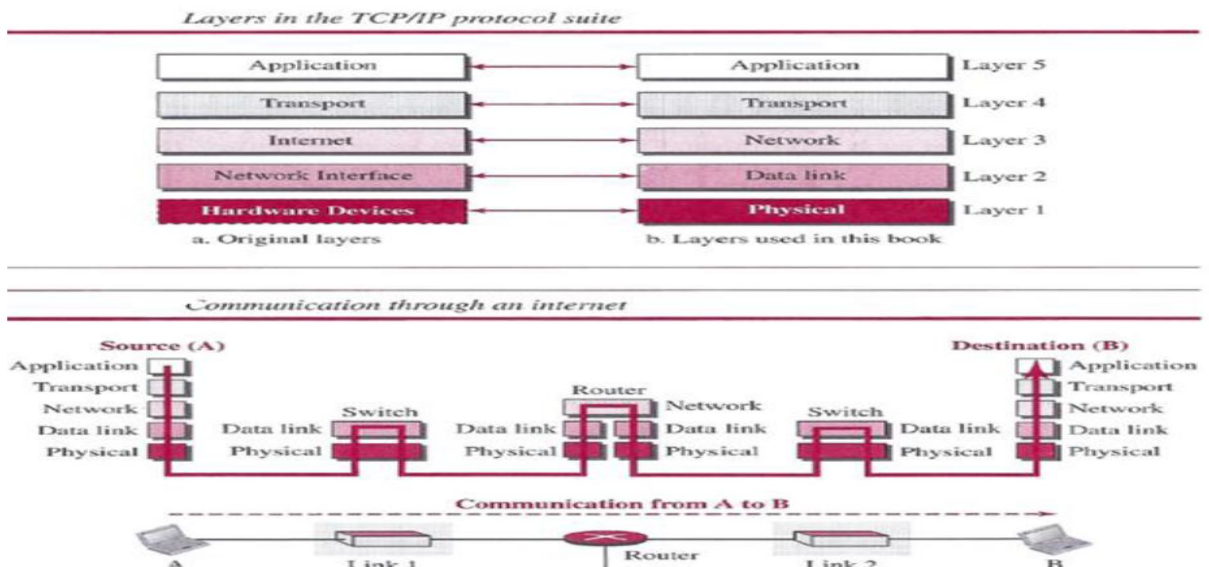 Layers in the TCP/IP protocol suite
Application Application Layer 5
Transport Transport Layer 4
Internet Network Layer 3
Network Interface Data link Layer 2
Hardware Devices Physical Layer 1
a. Original layers b. Layers used in this book
Communication through an internet
Source (A) Destination (B)
Application Application
Transport Router Transport
Network Switch Network Switch Network
Data link Data link Data link Data link Data link Data link
Physical Physical Physical Physical Physical Physical
Communication from A to B
Router
A Link 1 Link 2 B